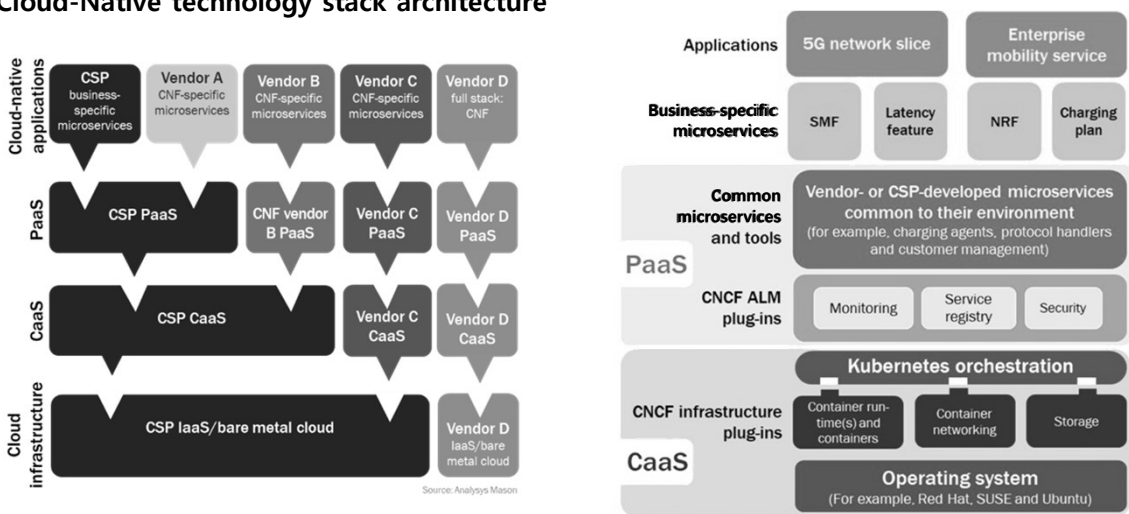 Cloud-Native technology stack architecture
Cloud-native
applications
CSP
business-
specific
microservices
Vendor A
CNF-specific
microservices
Vendor B
CNF-specific
microservices
Vendor C
CNF-specific
microservices
Vendor D
full stack:
CNF
PaaS
CSP PaaS
CNF vendor
B PaaS
Vendor C
PaaS
Vendor D
PaaS
CaaS
CSP CaaS
Vendor C
CaaS
Vendor D
CaaS
Cloud
infrastructure
CSP IaaS/bare metal cloud
Vendor D
IaaS/bare
metal cloud
Source: Analysys Mason
Applications
5G network slice
Enterprise
mobility service
Business-specific
microservices
SMF
Latency
feature
NRF
Charging
plan
PaaS
Common
microservices
and tools
Vendor- or CSP-developed microservices
common to their environment
(for example, charging agents, protocol handlers
and customer management)
CNCF ALM
plug-ins
Monitoring
Service
registry
Security
Kubernetes orchestration
CNCF infrastructure
plug-ins
Container run-
time(s) and
containers
Container
networking
Storage
CaaS
Operating system
(For example, Red Hat, SUSE and Ubuntu)